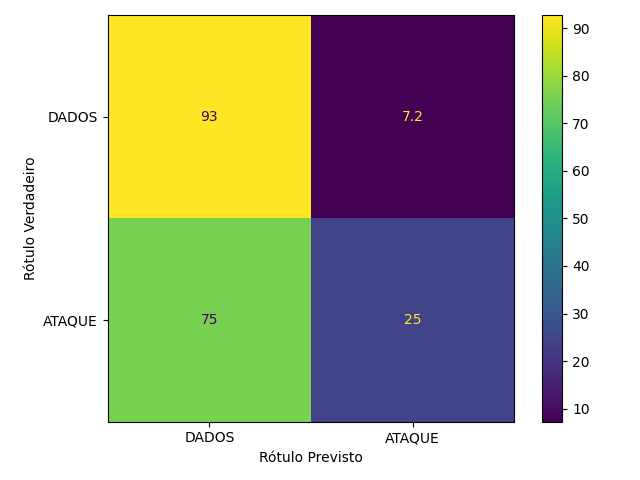 DADOS
93
7.2
ATAQUE
75
25
DADOS
ATAQUE
Rótulo Previsto
Rótulo Verdadeiro
90
80
70
60
50
40
30
20
10